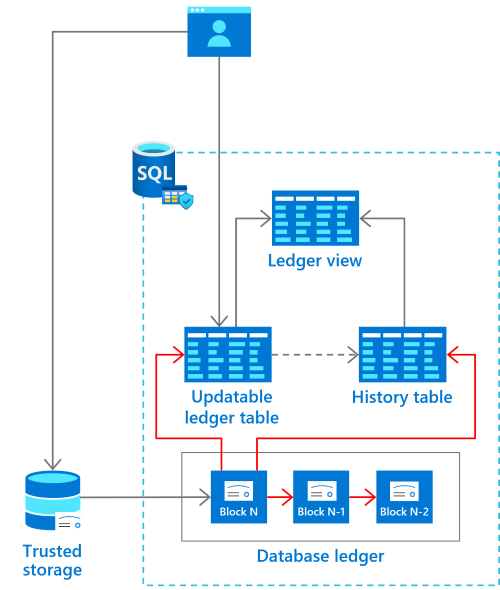 SQL
Ledger view
Updatable
ledger table
History table
Block N
Block N-1
Block N-2
Trusted
storage
Database ledger